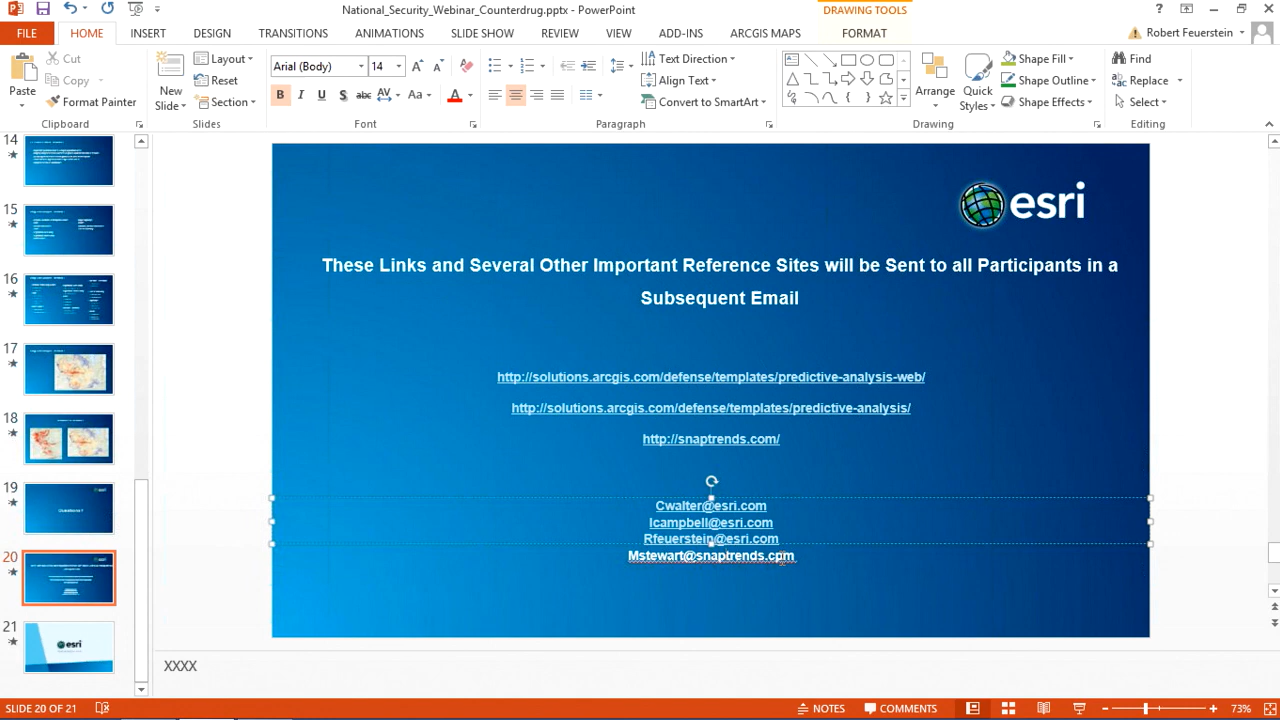 National_Security_Webinar_Counterdrug.pptx - PowerPoint
DRAWING TOOLS
FILE HOME INSERT DESIGN TRANSITIONS ANIMATIONS SLIDE SHOW REVIEW VIEW ADD-INS ARCGIS MAPS FORMAT
Robert Feuerstein
Paste
Cut
Copy
Format Painter
Clipboard
New Slide
Layout
Reset
Section
Slides
Arial (Body) 14
B I U S abc AV Aa A
Font
Text Direction
Align Text
Convert to SmartArt
Paragraph
Arrange
Quick Styles
Shape Fill
Shape Outline
Shape Effects
Drawing
Find
Replace
Select
Editing
14
15
16
17
18
19
Questions?
20
21
esri
esri
These Links and Several Other Important Reference Sites will be Sent to all Participants in a
Subsequent Email
http://solutions.arcgis.com/defense/templates/predictive-analysis-web/
http://solutions.arcgis.com/defense/templates/predictive-analysis/
http://snaptrends.com/
Cwalter@esri.com
Icampbell@esri.com
Rfeuerstein@esri.com
Mstewart@snaptrends.com
XXXX
SLIDE 20 OF 21
NOTES
COMMENTS
73%